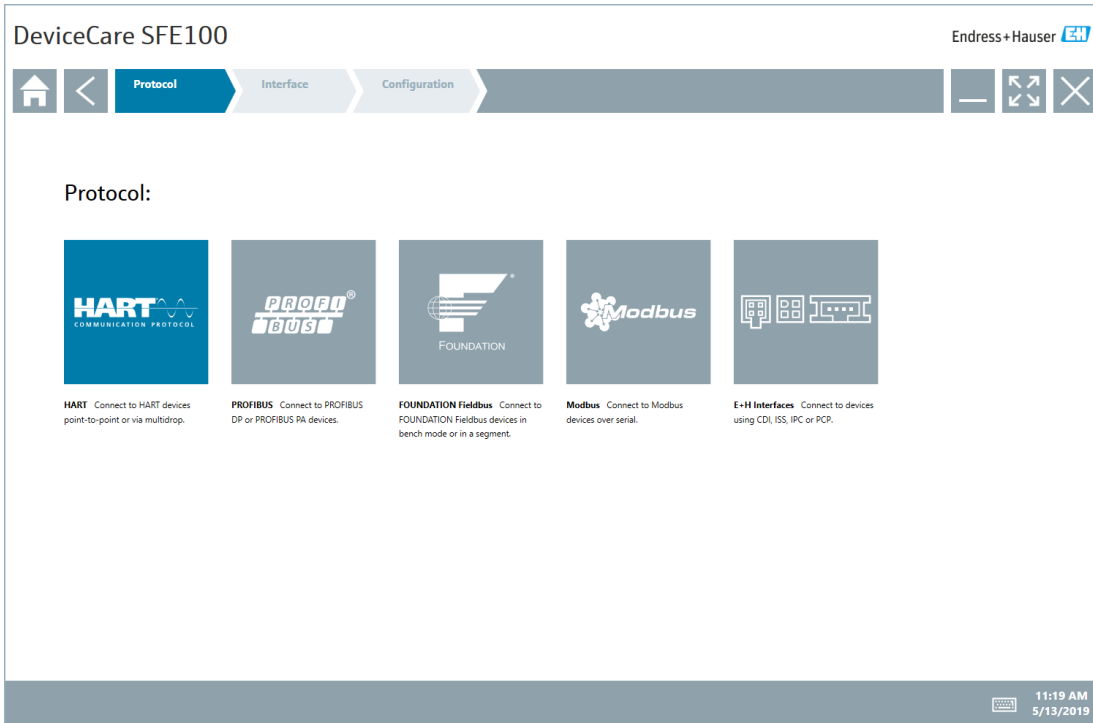 DeviceCare SFE100
Endress+Hauser EH
Protocol
Interface
Configuration
Protocol:
HART
COMMUNICATION PROTOCOL
PROFI®
BUS
FOUNDATION
Modbus
HART Connect to HART devices
point-to-point or via multidrop.
PROFIBUS Connect to PROFIBUS
DP or PROFIBUS PA devices.
FOUNDATION Fieldbus Connect to
FOUNDATION Fieldbus devices in
bench mode or in a segment.
Modbus Connect to Modbus
devices over serial.
E+H Interfaces Connect to devices
using CDI, ISS, IPC or PCP.
11:19 AM
5/13/2019